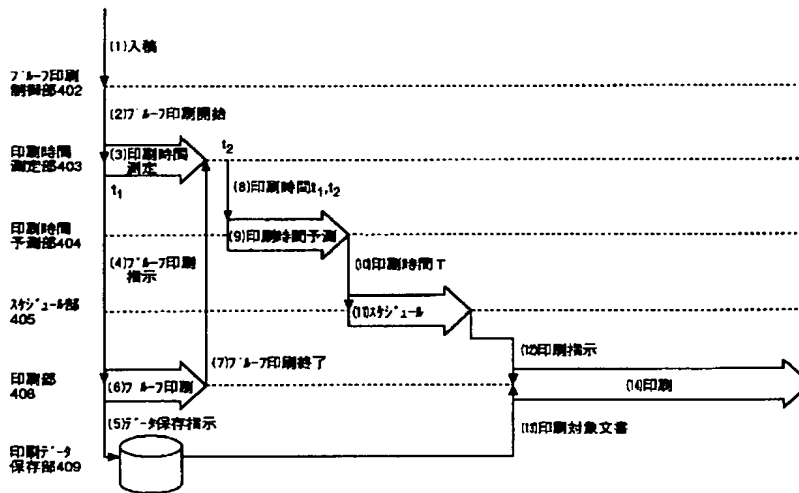 (1)入稿
プルーフ印刷
制御部402
(2)プルーフ印刷開始
印刷時間
測定部403
(3)印刷時間
測定
t₂
t₁
(8)印刷時間t₁,t₂
印刷時間
予測部404
(9)印刷時間予測
(4)プルーフ印刷
指示
(10)印刷時間T
スケジュール部
405
(11)スケジュール
(12)印刷指示
(7)プルーフ印刷終了
印刷部
408
(6)プルーフ印刷
(14)印刷
(5)データ保存指示
(13)印刷対象文書
印刷データ
保存部409